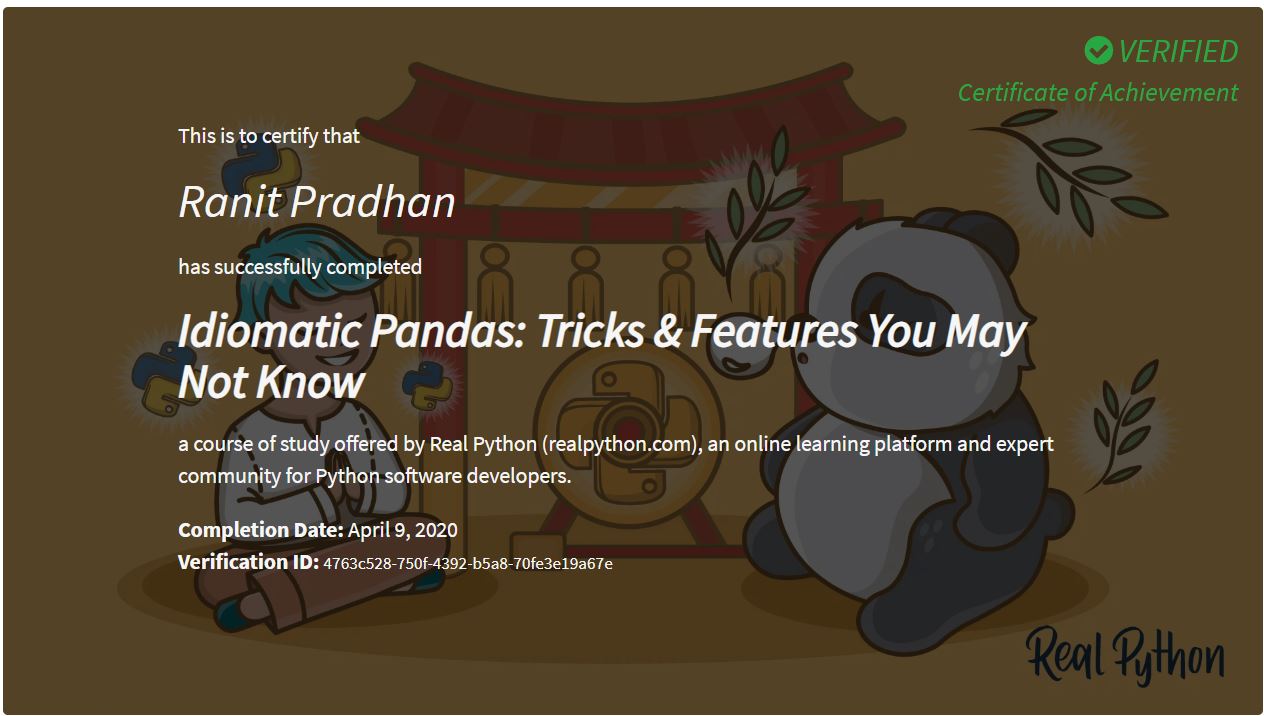 VERIFIED
Certificate of Achievement
This is to certify that
Ranit Pradhan
has successfully completed
Idiomatic Pandas: Tricks & Features You May
Not Know
a course of study offered by Real Python (realpython.com), an online learning platform and expert
community for Python software developers.
Completion Date: April 9, 2020
Verification ID: 4763c528-750f-4392-b5a8-70fe3e19a67e
Real Python